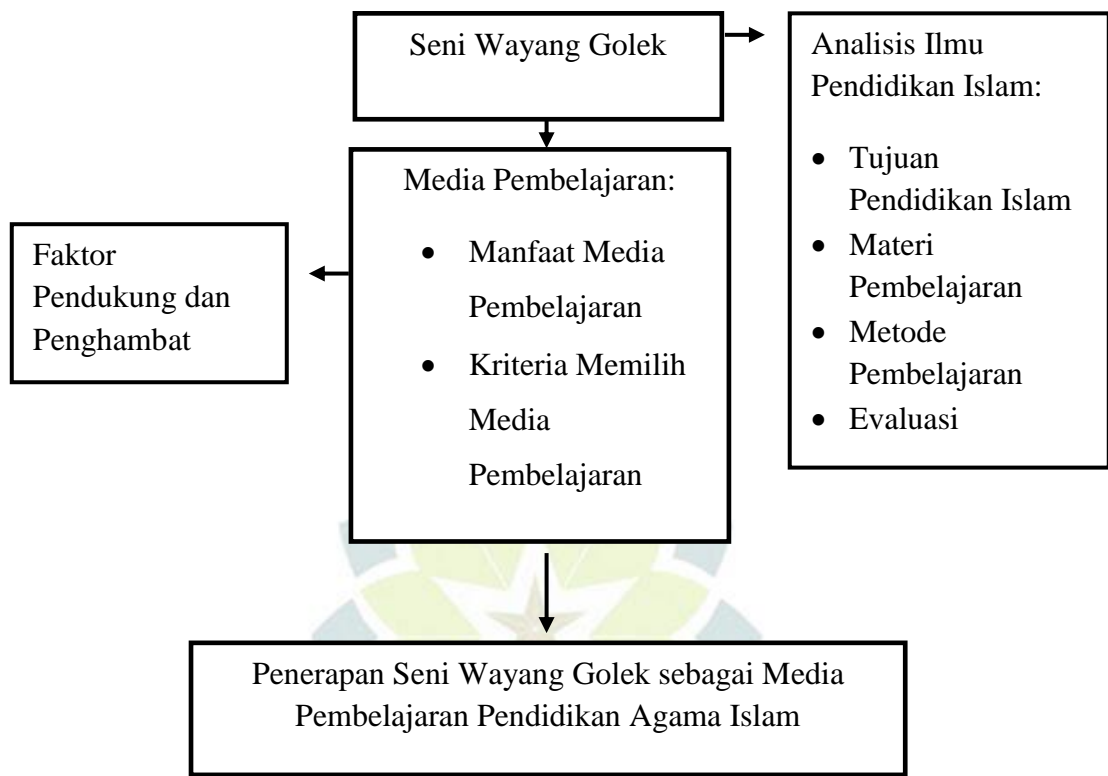 Seni Wayang Golek
Analisis Ilmu
Pendidikan Islam:
• Tujuan
Pendidikan Islam
• Materi
Pembelajaran
• Metode
Pembelajaran
• Evaluasi
Media Pembelajaran:
• Manfaat Media
Pembelajaran
• Kriteria Memilih
Media
Pembelajaran
Faktor
Pendukung dan
Penghambat
Penerapan Seni Wayang Golek sebagai Media
Pembelajaran Pendidikan Agama Islam